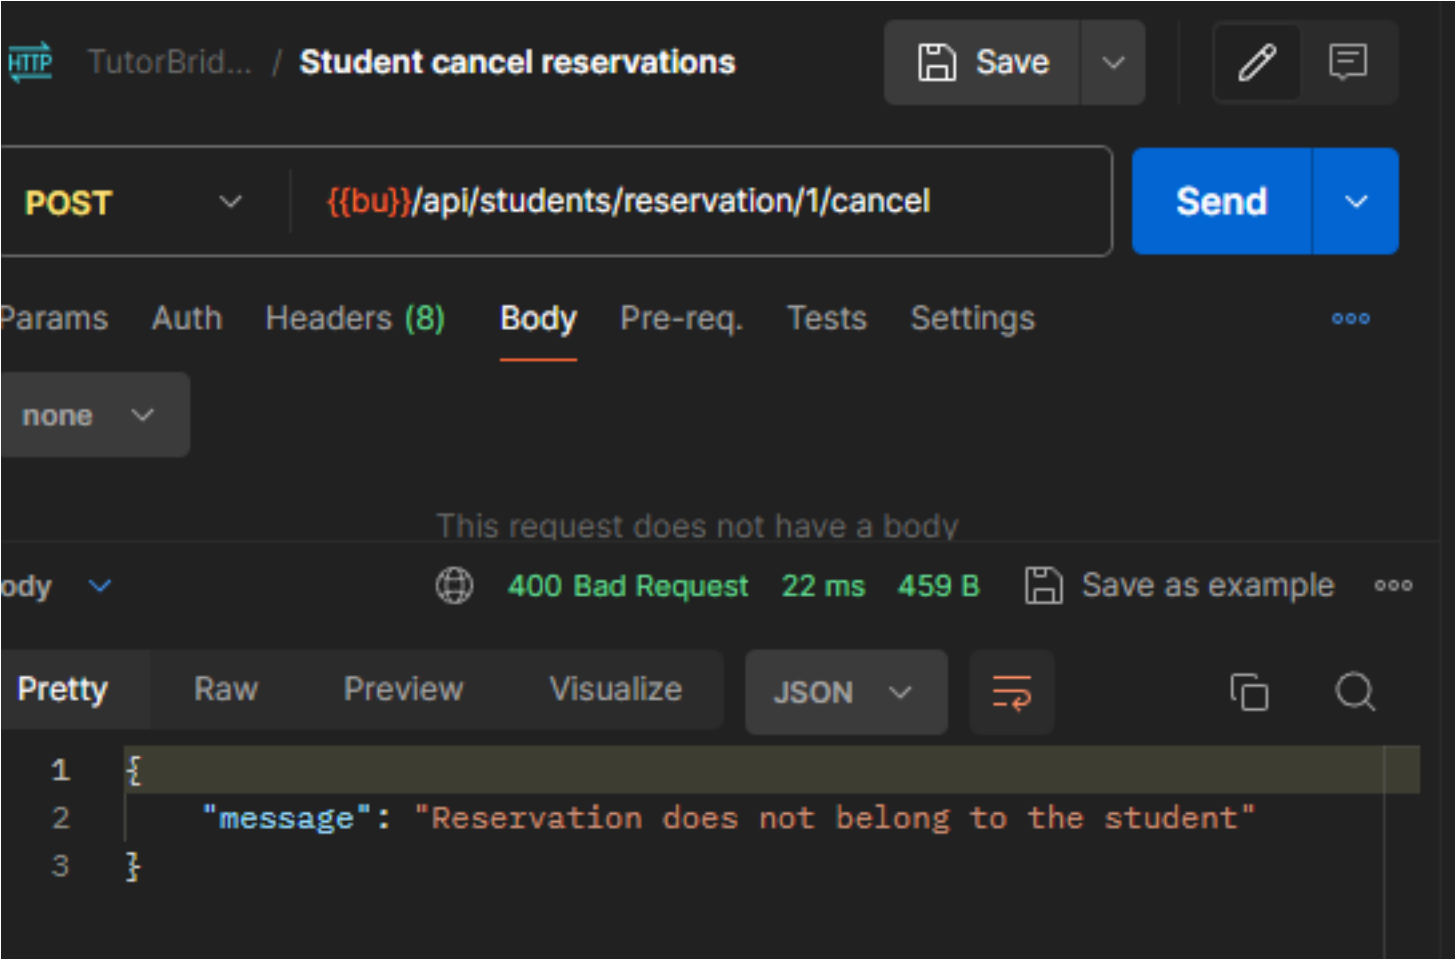 HTTP TutorBrid... / Student cancel reservations Save
POST {{bu}}/api/students/reservation/1/cancel Send
Params Auth Headers (8) Body Pre-req. Tests Settings
none
This request does not have a body
ody 400 Bad Request 22 ms 459 B Save as example
Pretty Raw Preview Visualize JSON
1 {
2 "message": "Reservation does not belong to the student"
3 }